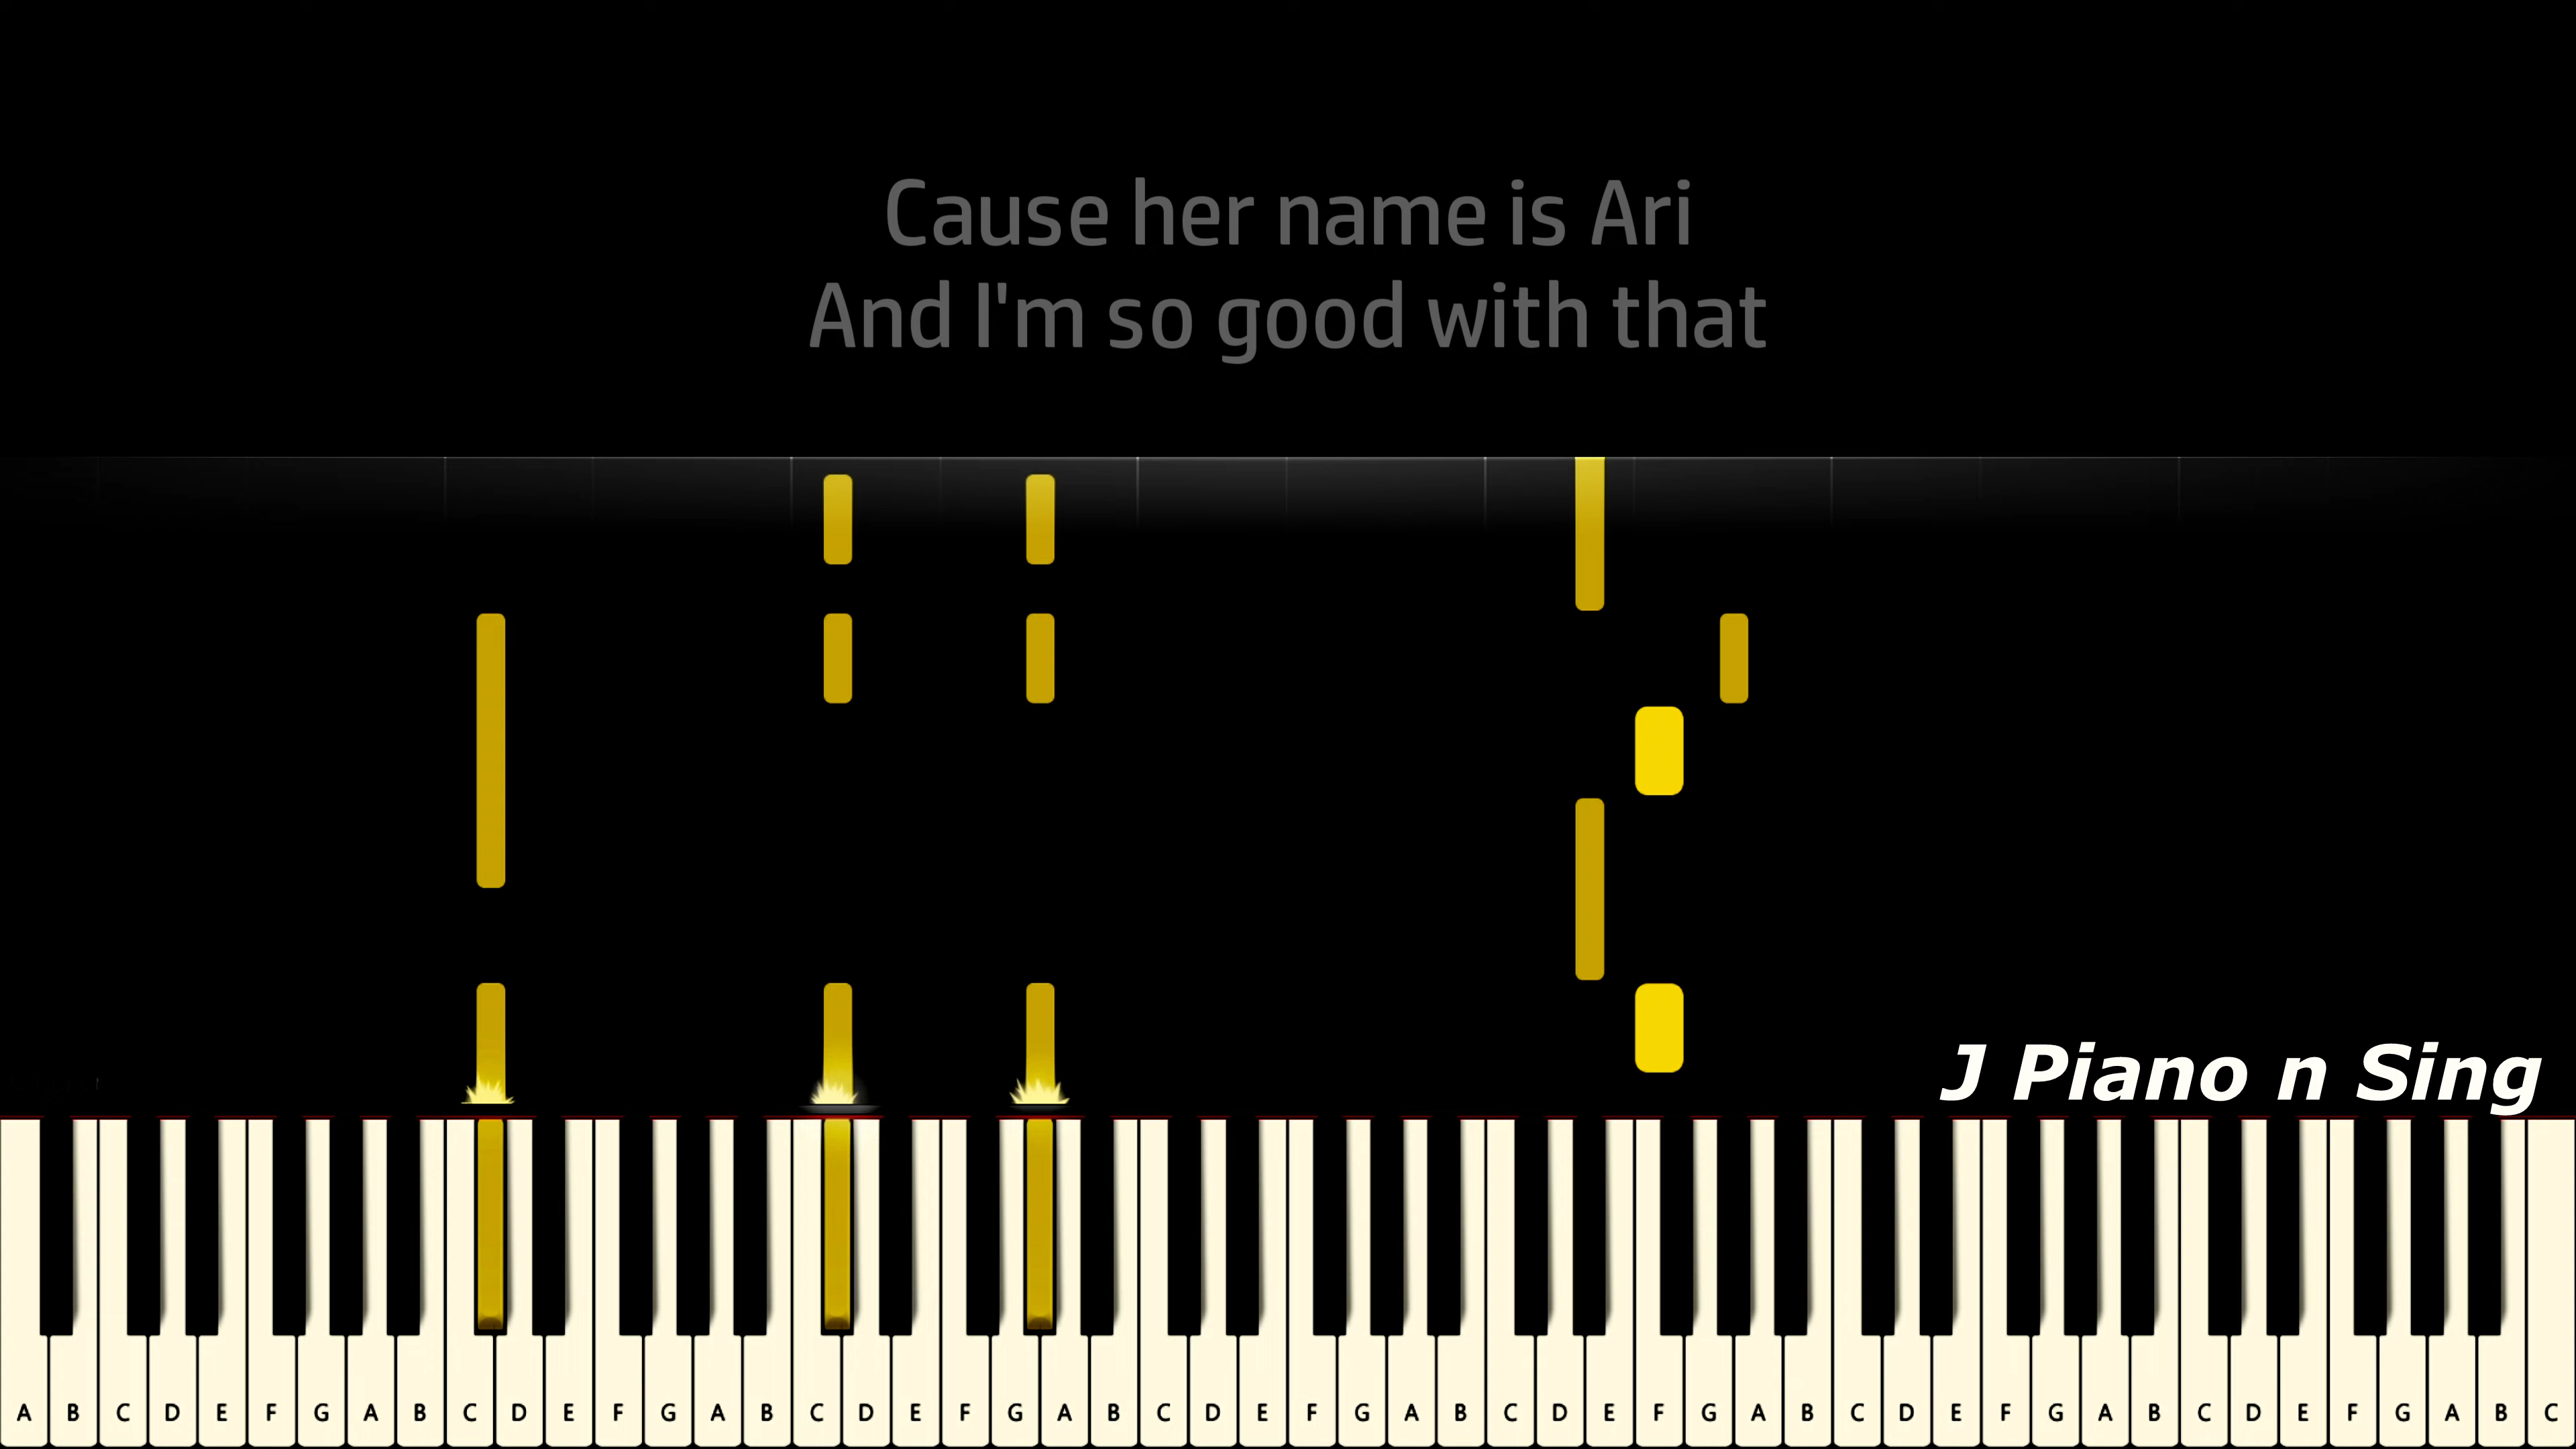 Cause her name is Ari
And I'm so good with that
J Piano n Sing
A B C D E F G A B C D E F G A B C D E F G A B C D E F G A B C D E F G A B C D E F G A B C D E F G A B C